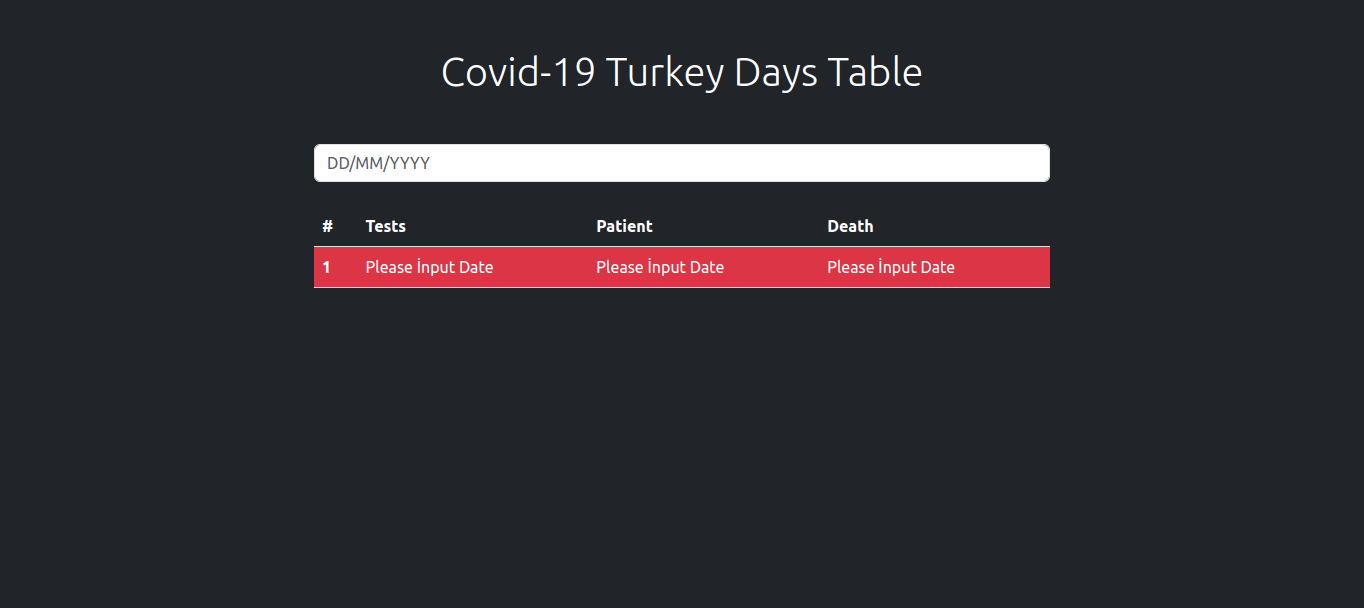 Covid-19 Turkey Days Table
DD/MM/YYYY
# Tests Patient Death
1 Please İnput Date Please İnput Date Please İnput Date